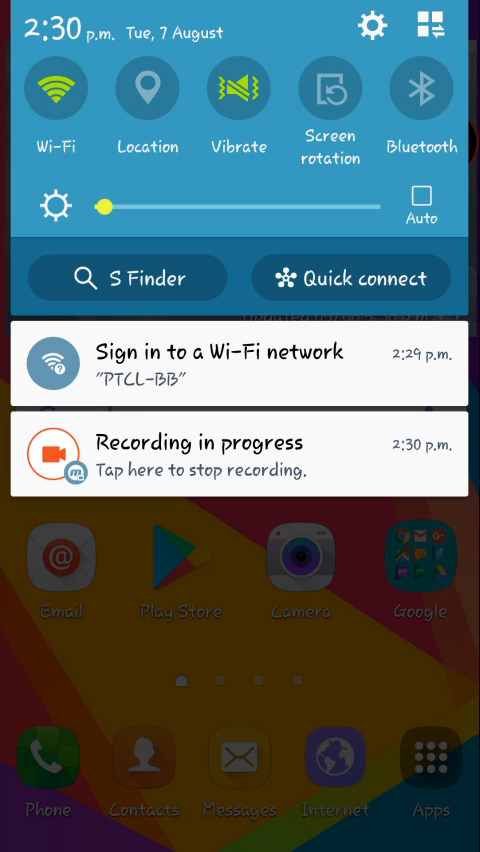 2:30 p.m. Tue, 7 August
Wi-Fi
Location
Vibrate
Screen
rotation
Bluetooth
Auto
S Finder
Quick connect
Sign in to a Wi-Fi network
2:29 p.m.
"PTCL-BB"
Recording in progress
2:30 p.m.
Tap here to stop recording.
Email
Play Store
Camera
Google
Phone
Contacts
Messages
Internet
Apps